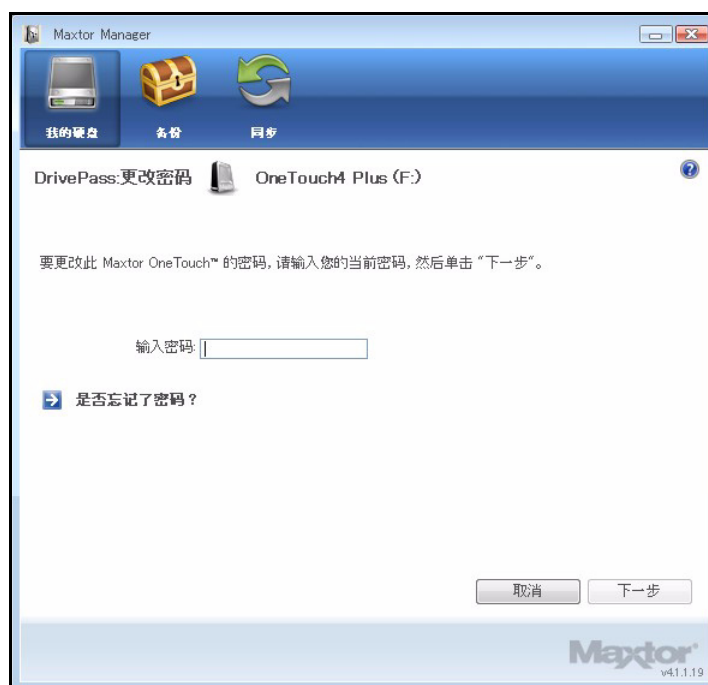 Maxtor Manager
我的硬盘 备份 同步
DrivePass:更改密码 OneTouch4 Plus (F:)
要更改此 Maxtor OneTouch™ 的密码, 请输入您的当前密码, 然后单击 “下一步“。
输入密码:
是否忘记了密码？
取消 下一步
Maxtor
v4.1.1.19